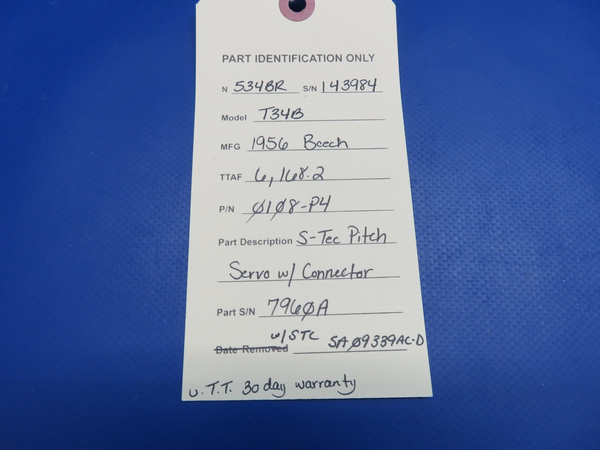 PART IDENTIFICATION ONLY
N 534BR S/N 143984
Model T34B
MFG 1956 Beech
TTAF 6,168.2
P/N Ø1Ø8-P4
Part Description S-Tec Pitch
Servo w/ Connector
Part S/N 796ØA
Date Removed w/STC SAØ9339AC-D
U.T.T. 30 day warranty